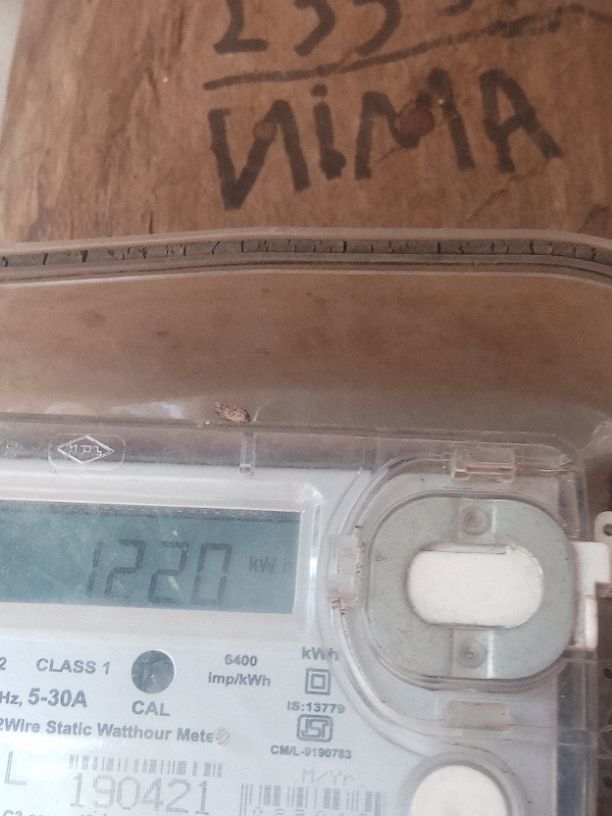 NiMA
1220 kWh
CLASS 1
6400
imp/kWh
kWh
Hz, 5-30A
CAL
IS:13779
2Wire Static Watthour Mete
CM/L-9190783
M/Yr.
L
190421